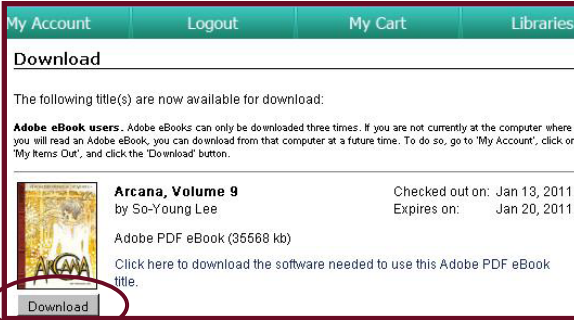 My Account Logout My Cart Libraries
Download
The following title(s) are now available for download:
Adobe eBook users. Adobe eBooks can only be downloaded three times. If you are not currently at the computer where
you will read an Adobe eBook, you can download from that computer at a future time. To do so, go to 'My Account', click on
'My Items Out', and click the 'Download' button.
Arcana, Volume 9 Checked out on: Jan 13, 2011
by So-Young Lee Expires on: Jan 20, 2011
Adobe PDF eBook (35568 kb)
Click here to download the software needed to use this Adobe PDF eBook
title.
ARCANA
Download